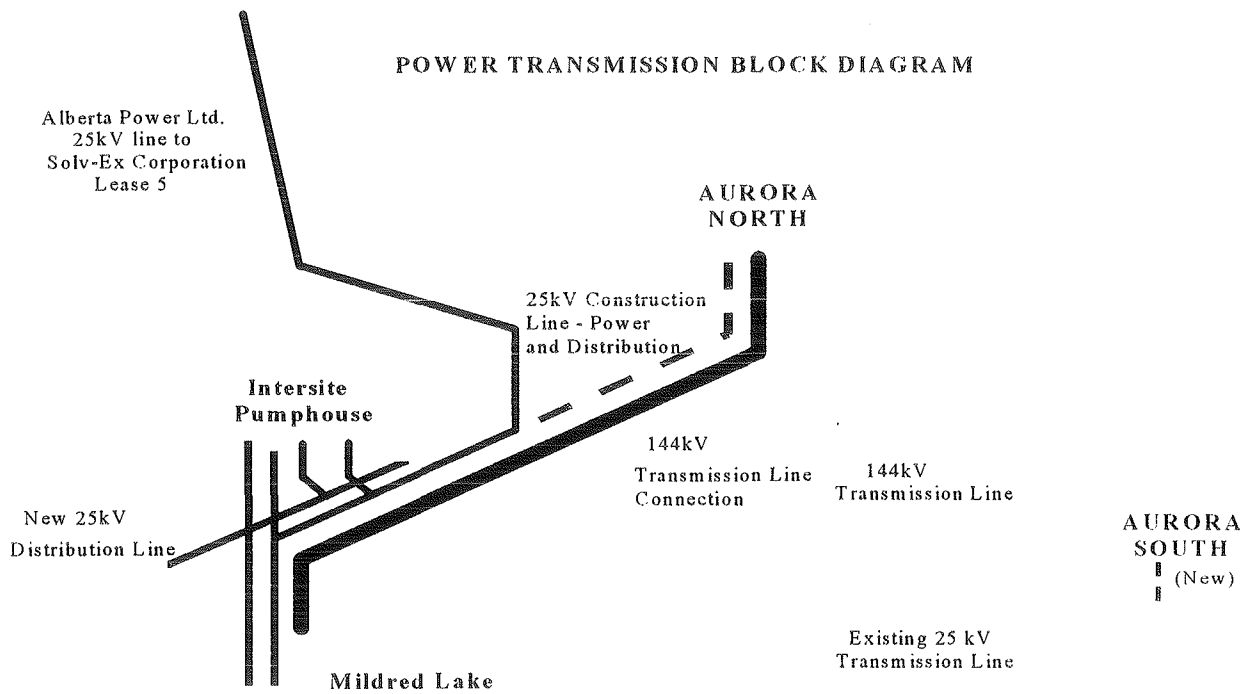 POWER TRANSMISSION BLOCK DIAGRAM
Alberta Power Ltd.
25kV line to
Solv-Ex Corporation
Lease 5
AURORA
NORTH
25kV Construction
Line - Power
and Distribution
Intersite
Pumphouse
144kV
Transmission Line
Connection
144kV
Transmission Line
New 25kV
Distribution Line
AURORA
SOUTH
(New)
Existing 25 kV
Transmission Line
Mildred Lake